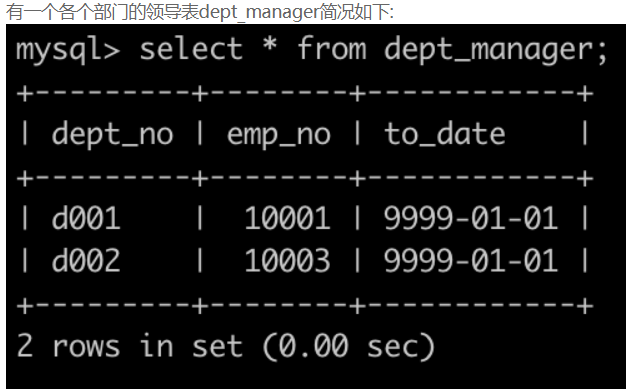 有一个各个部门的领导表dept_manager简况如下:
mysql> select * from dept_manager;
+---------+--------+------------+
| dept_no | emp_no | to_date    |
+---------+--------+------------+
| d001    |  10001 | 9999-01-01 |
| d002    |  10003 | 9999-01-01 |
+---------+--------+------------+
2 rows in set (0.00 sec)